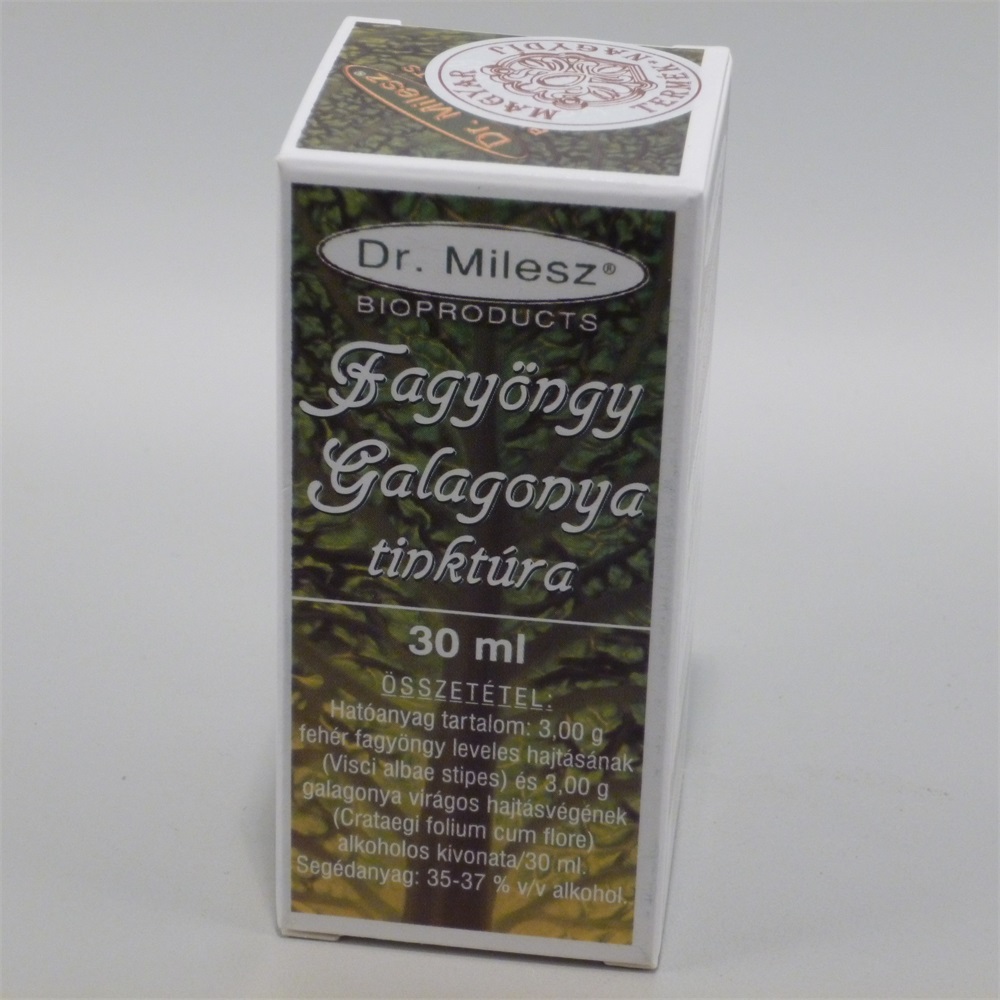 MAGYAR TERMÉK NAGYDÍJ
Dr. Milesz®
Dr. Milesz®
BIOPRODUCTS
Fagyöngy
Galagonya
tinktúra
30 ml
ÖSSZETÉTEL:
Hatóanyag tartalom: 3,00 g
fehér fagyöngy leveles hajtásának
(Visci albae stipes) és 3,00 g
galagonya virágos hajtásvégének
(Crataegi folium cum flore)
alkoholos kivonata/30 ml.
Segédanyag: 35-37 % v/v alkohol.